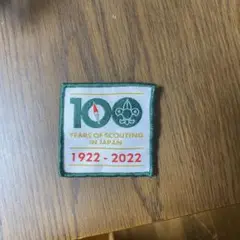 100
YEARS OF SCOUTING
IN JAPAN
1922 - 2022